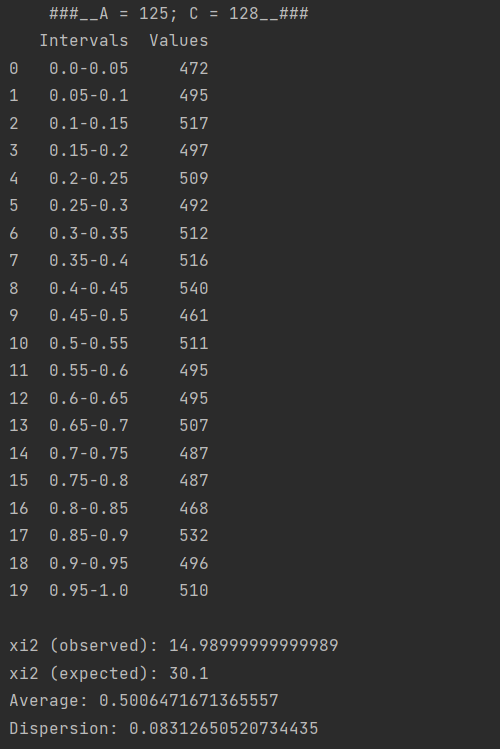 ###__A = 125; C = 128__###
Intervals Values
0 0.0-0.05 472
1 0.05-0.1 495
2 0.1-0.15 517
3 0.15-0.2 497
4 0.2-0.25 509
5 0.25-0.3 492
6 0.3-0.35 512
7 0.35-0.4 516
8 0.4-0.45 540
9 0.45-0.5 461
10 0.5-0.55 511
11 0.55-0.6 495
12 0.6-0.65 495
13 0.65-0.7 507
14 0.7-0.75 487
15 0.75-0.8 487
16 0.8-0.85 468
17 0.85-0.9 532
18 0.9-0.95 496
19 0.95-1.0 510
xi2 (observed): 14.98999999999989
xi2 (expected): 30.1
Average: 0.5006471671365557
Dispersion: 0.08312650520734435